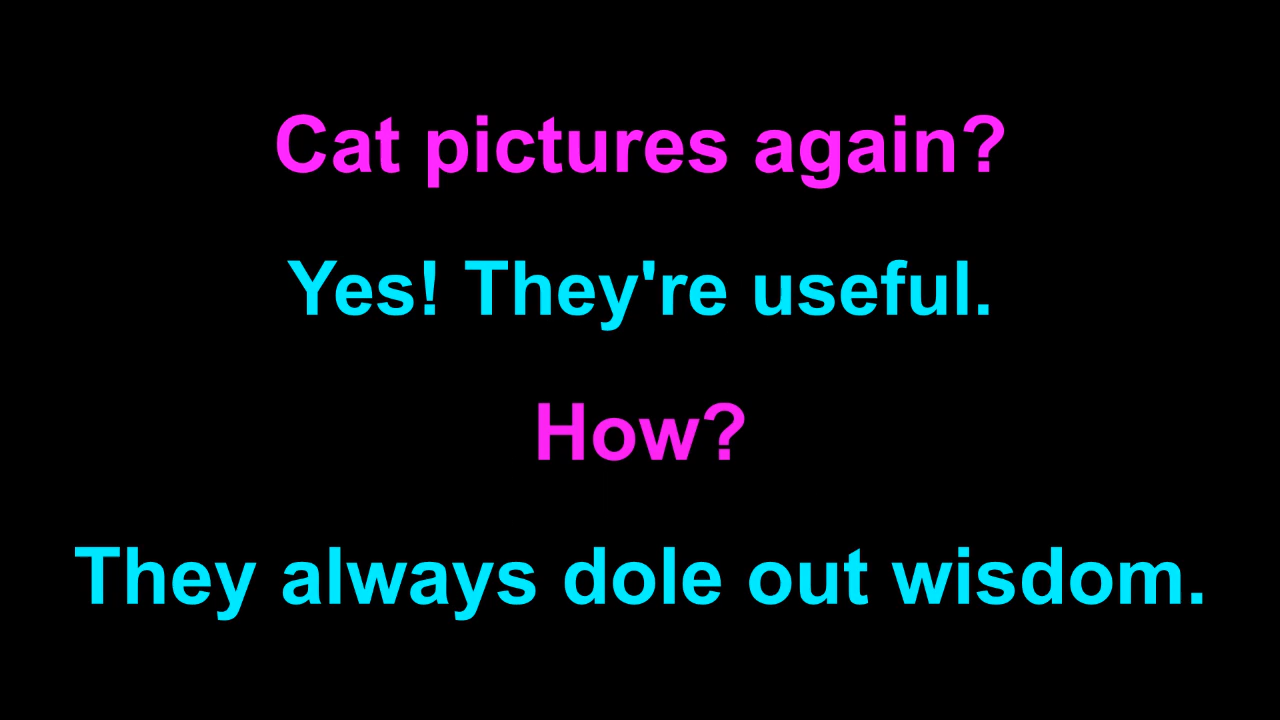 Cat pictures again?
Yes! They're useful.
How?
They always dole out wisdom.